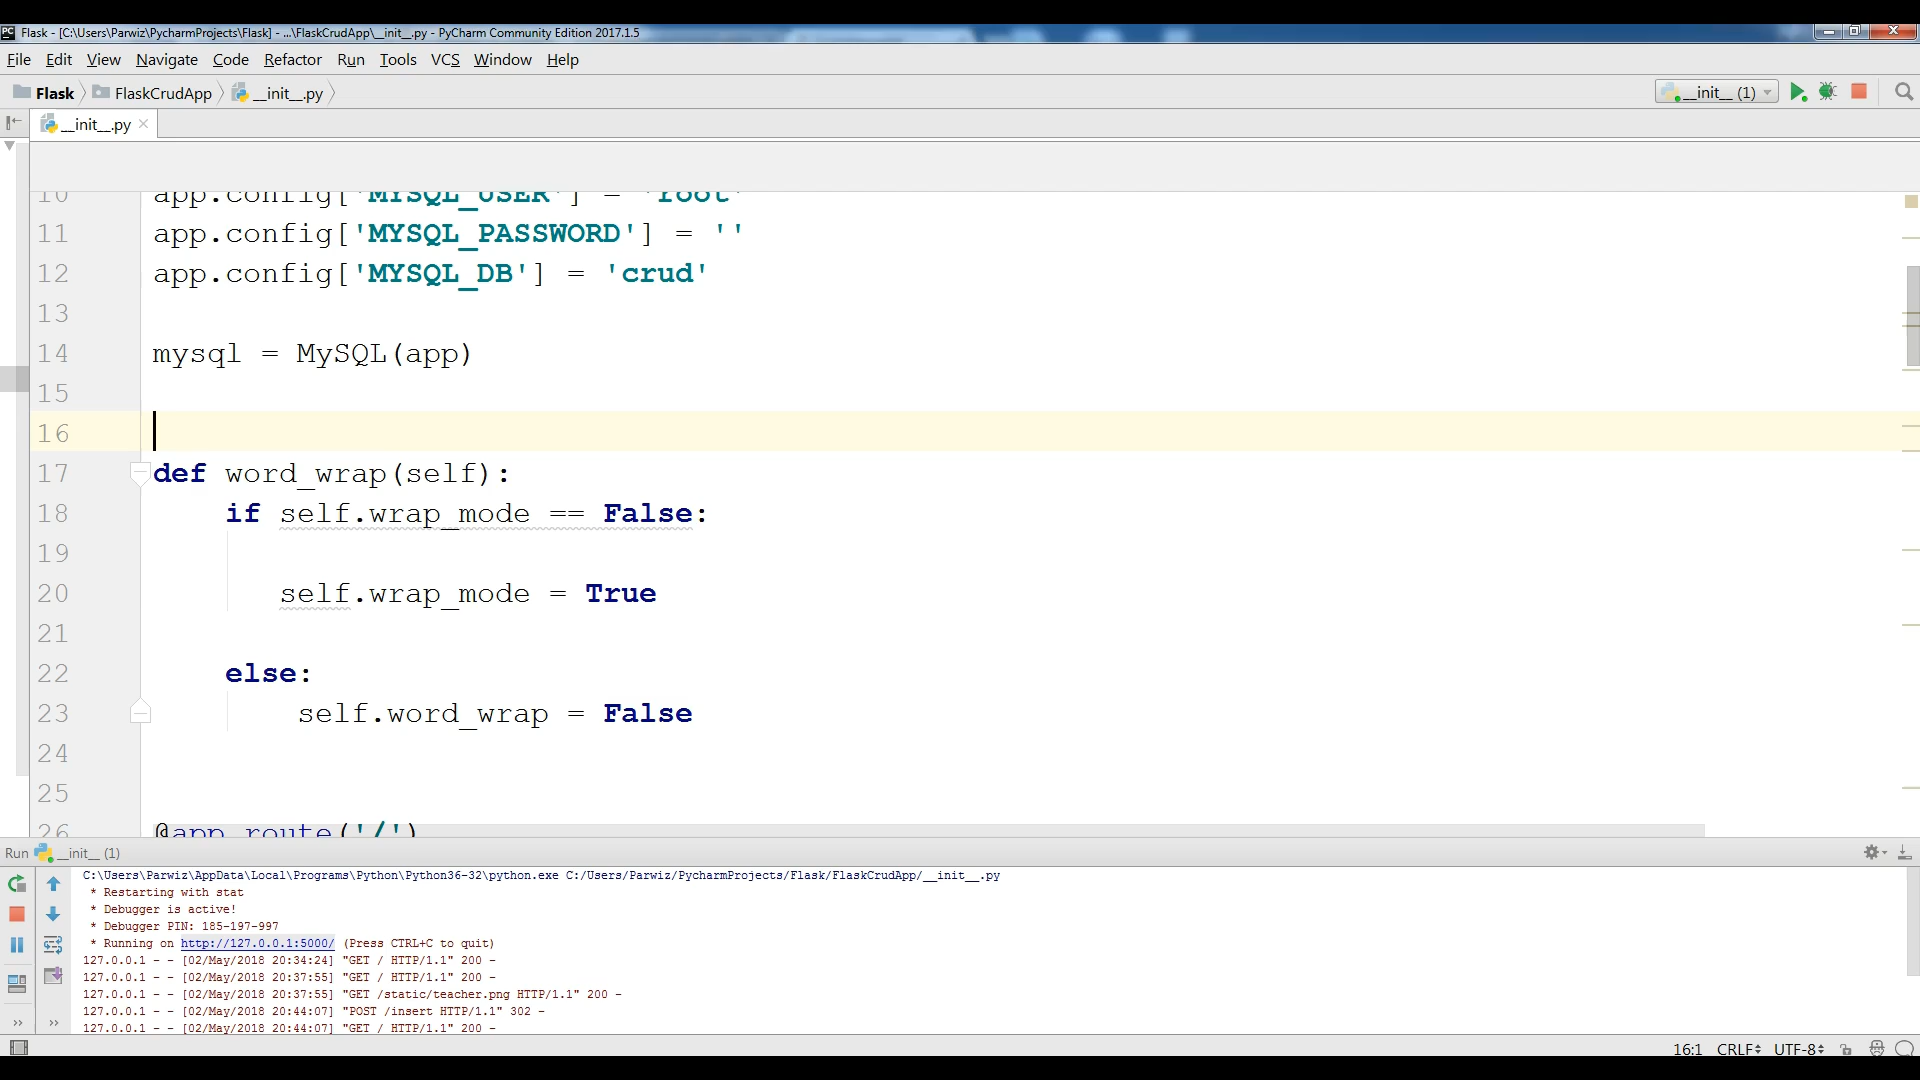 Flask - [C:\Users\Parwiz\PycharmProjects\Flask] - ...\FlaskCrudApp\__init__.py - PyCharm Community Edition 2017.1.5
File Edit View Navigate Code Refactor Run Tools VCS Window Help
Flask FlaskCrudApp __init__.py __init__ (1)
__init__.py
10 app.config['MYSQL_USER'] = 'root'
11 app.config['MYSQL_PASSWORD'] = ''
12 app.config['MYSQL_DB'] = 'crud'
13
14 mysql = MySQL(app)
15
16
17 def word_wrap(self):
18 if self.wrap_mode == False:
19
20 self.wrap_mode = True
21
22 else:
23 self.word_wrap = False
24
25
26 @app.route('/')
Run __init__ (1)
C:\Users\Parwiz\AppData\Local\Programs\Python\Python36-32\python.exe C:/Users/Parwiz/PycharmProjects/Flask/FlaskCrudApp/__init__.py
* Restarting with stat
* Debugger is active!
* Debugger PIN: 185-197-997
* Running on http://127.0.0.1:5000/ (Press CTRL+C to quit)
127.0.0.1 - - [02/May/2018 20:34:24] "GET / HTTP/1.1" 200 -
127.0.0.1 - - [02/May/2018 20:37:55] "GET / HTTP/1.1" 200 -
127.0.0.1 - - [02/May/2018 20:37:55] "GET /static/teacher.png HTTP/1.1" 200 -
127.0.0.1 - - [02/May/2018 20:44:07] "POST /insert HTTP/1.1" 302 -
127.0.0.1 - - [02/May/2018 20:44:07] "GET / HTTP/1.1" 200 -
16:1 CRLF UTF-8